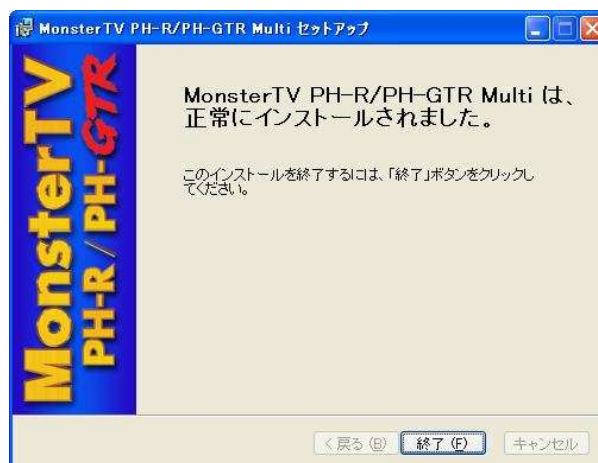 MonsterTV PH-R/PH-GTR Multi セットアップ
MonsterTV
PH-R/PH-GTR
MonsterTV PH-R/PH-GTR Multi は、
正常にインストールされました。
このインストールを終了するには、「終了」ボタンをクリックし
てください。
< 戻る (B)
終了 (F)
キャンセル